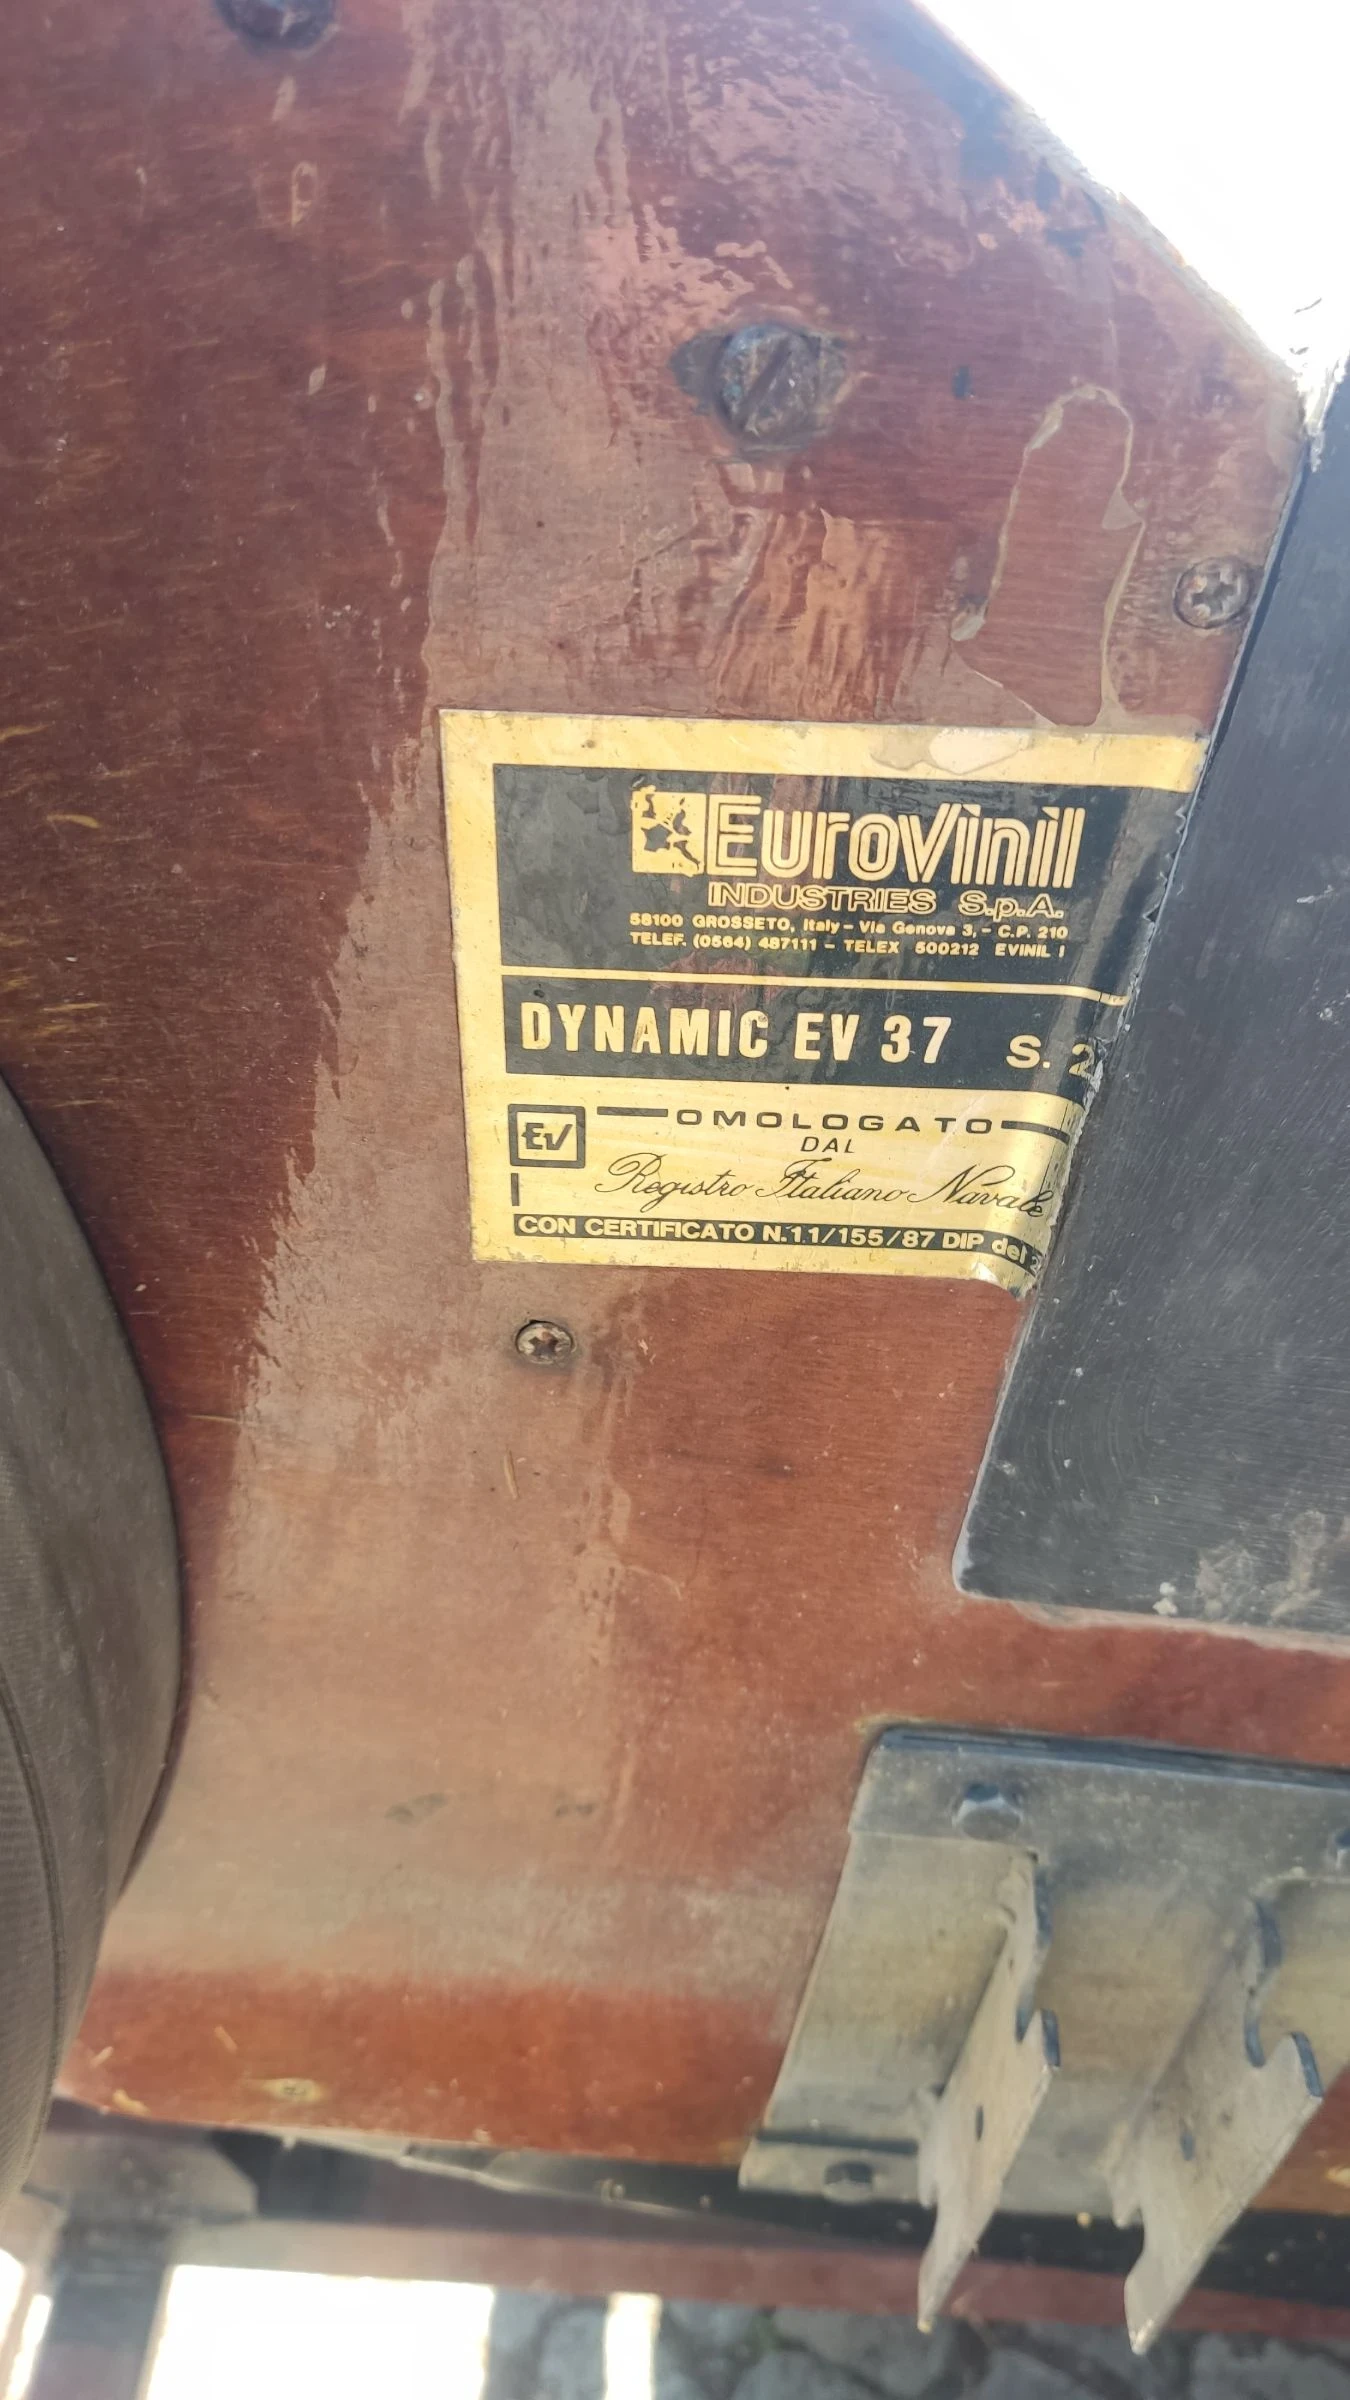 EuroVinil
INDUSTRIES S.p.A.
58100 GROSSETO, Italy - Via Genova 3, - C.P. 210
TELEF. (0564) 487111 - TELEX 500212 EVINIL I
DYNAMIC EV 37 S. 2
EV OMOLOGATO
DAL
Registro Italiano Navale
CON CERTIFICATO N.11/155/87 DIP del